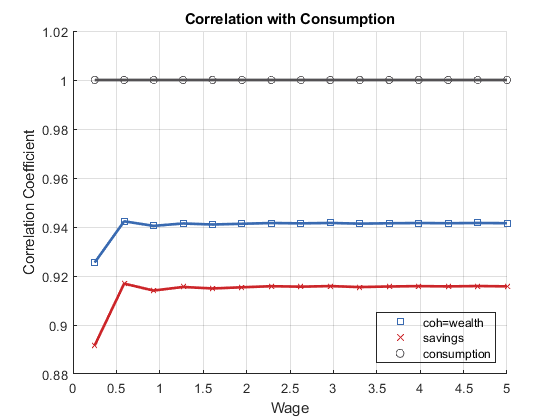 Correlation with Consumption
1.02
1
0.98
0.96
0.94
0.92
0.9
0.88
Correlation Coefficient
0 0.5 1 1.5 2 2.5 3 3.5 4 4.5 5
Wage
coh=wealth
savings
consumption